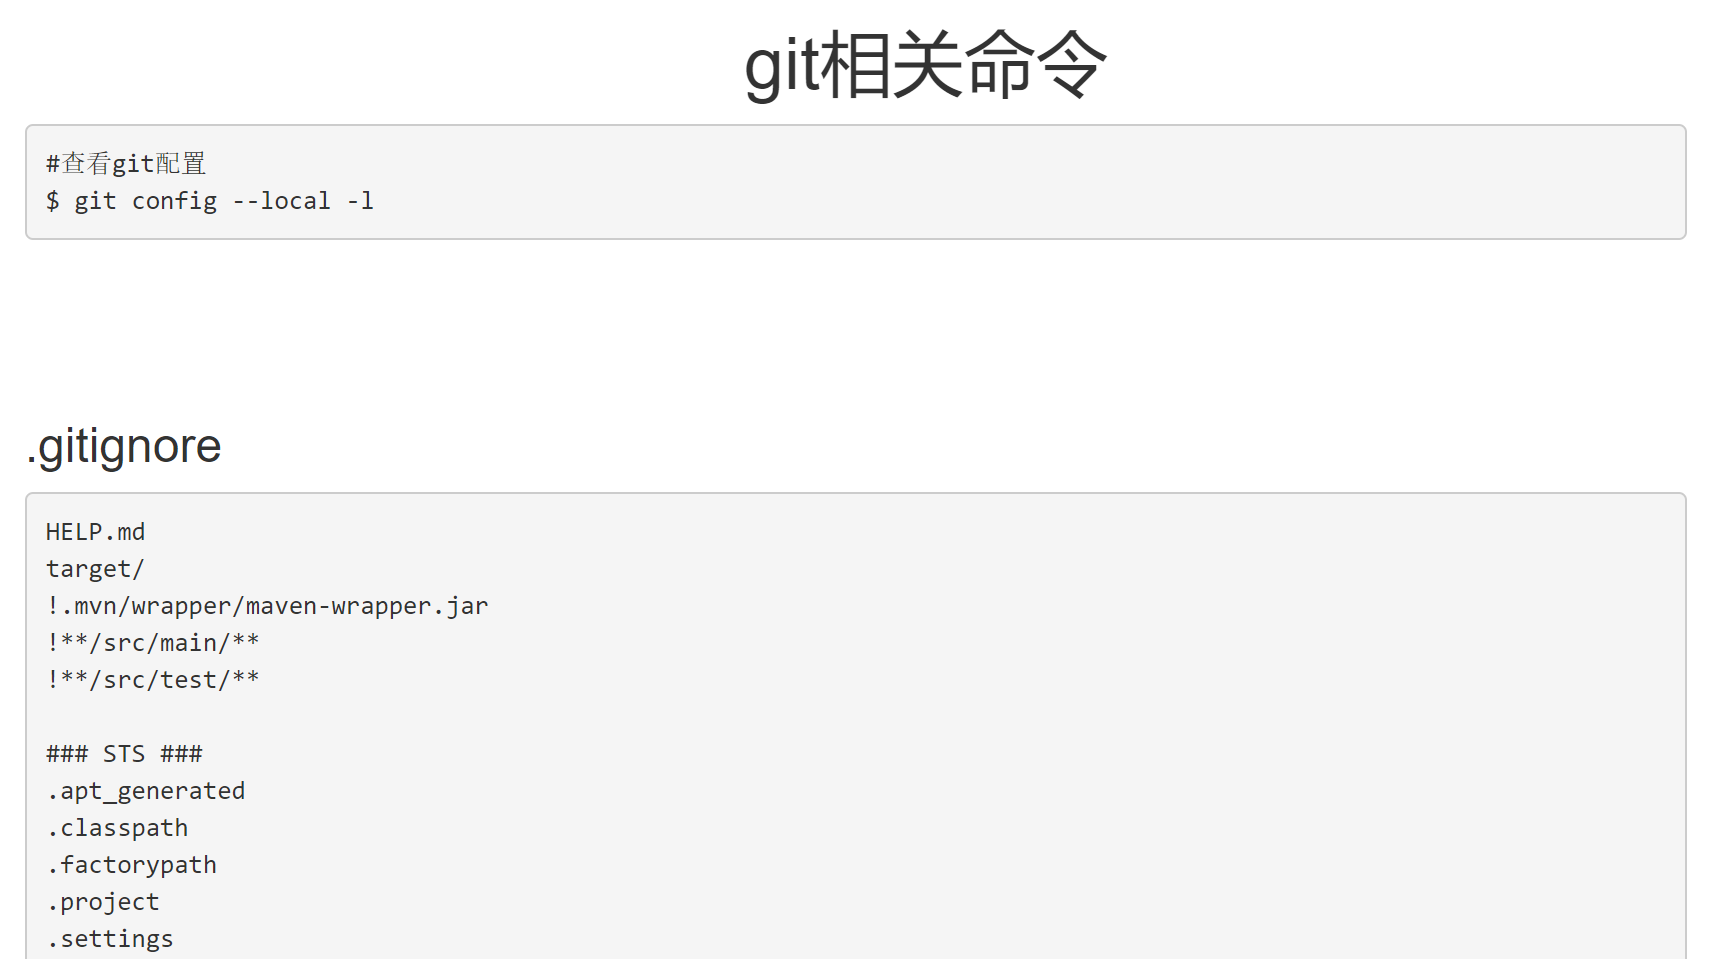 git相关命令
#查看git配置
$ git config --local -l
.gitignore
HELP.md
target/
!.mvn/wrapper/maven-wrapper.jar
!**/src/main/**
!**/src/test/**
### STS ###
.apt_generated
.classpath
.factorypath
.project
.settings